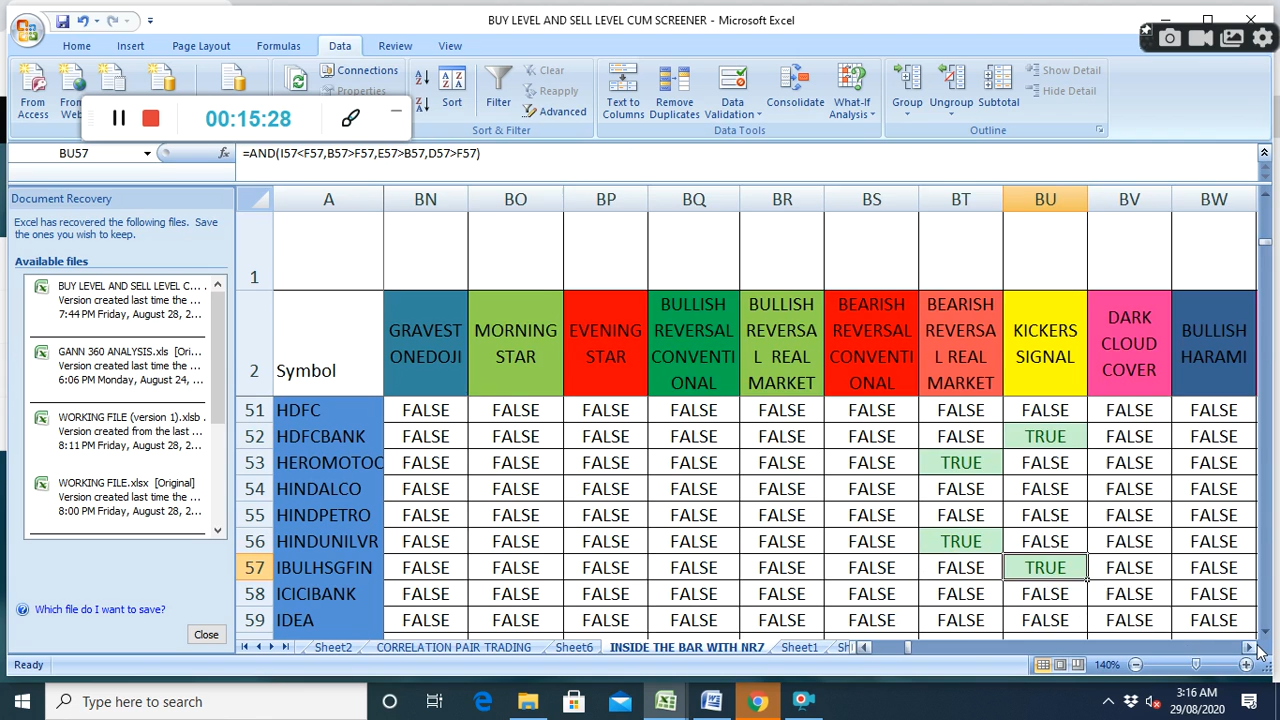 BUY LEVEL AND SELL LEVEL CUM SCREENER - Microsoft Excel
Home Insert Page Layout Formulas Data Review View
From Access
From Web
Connections
Properties
Sort
Filter
Clear
Reapply
Advanced
Text to Columns
Remove Duplicates
Data Validation
Consolidate
What-If Analysis
Group
Ungroup
Subtotal
Show Detail
Hide Detail
Sort & Filter
Data Tools
Outline
00:15:28
BU57 fx =AND(I57<F57,B57>F57,E57>B57,D57>F57)
Document Recovery
Excel has recovered the following files. Save
the ones you wish to keep.
Available files
BUY LEVEL AND SELL LEVEL CU...
Version created last time the ...
7:44 PM Friday, August 28, 2...
GANN 360 ANALYSIS.xls [Ori...
Version created last time the ...
6:06 PM Monday, August 24, ...
WORKING FILE (version 1).xlsb
Version created from the last ...
8:11 PM Friday, August 28, 2...
WORKING FILE.xlsx [Original]
Version created last time the ...
8:00 PM Friday, August 28, 2...
Which file do I want to save?
Close
A BN BO BP BQ BR BS BT BU BV BW
1
2 Symbol
GRAVEST
ONEDOJI
MORNING
STAR
EVENING
STAR
BULLISH
REVERSAL
CONVENTI
ONAL
BULLISH
REVERSA
L REAL
MARKET
BEARISH
REVERSAL
CONVENTI
ONAL
BEARISH
REVERSA
L REAL
MARKET
KICKERS
SIGNAL
DARK
CLOUD
COVER
BULLISH
HARAMI
51 HDFC FALSE FALSE FALSE FALSE FALSE FALSE FALSE FALSE FALSE FALSE
52 HDFCBANK FALSE FALSE FALSE FALSE FALSE FALSE FALSE TRUE FALSE FALSE
53 HEROMOTOC FALSE FALSE FALSE FALSE FALSE FALSE TRUE FALSE FALSE FALSE
54 HINDALCO FALSE FALSE FALSE FALSE FALSE FALSE FALSE FALSE FALSE FALSE
55 HINDPETRO FALSE FALSE FALSE FALSE FALSE FALSE FALSE FALSE FALSE FALSE
56 HINDUNILVR FALSE FALSE FALSE FALSE FALSE FALSE TRUE FALSE FALSE FALSE
57 IBULHSGFIN FALSE FALSE FALSE FALSE FALSE FALSE FALSE TRUE FALSE FALSE
58 ICICIBANK FALSE FALSE FALSE FALSE FALSE FALSE FALSE FALSE FALSE FALSE
59 IDEA FALSE FALSE FALSE FALSE FALSE FALSE FALSE FALSE FALSE FALSE
Sheet2 CORRELATION PAIR TRADING Sheet6 INSIDE THE BAR WITH NR7 Sheet1 Sh
Ready 140%
Type here to search
3:16 AM
29/08/2020